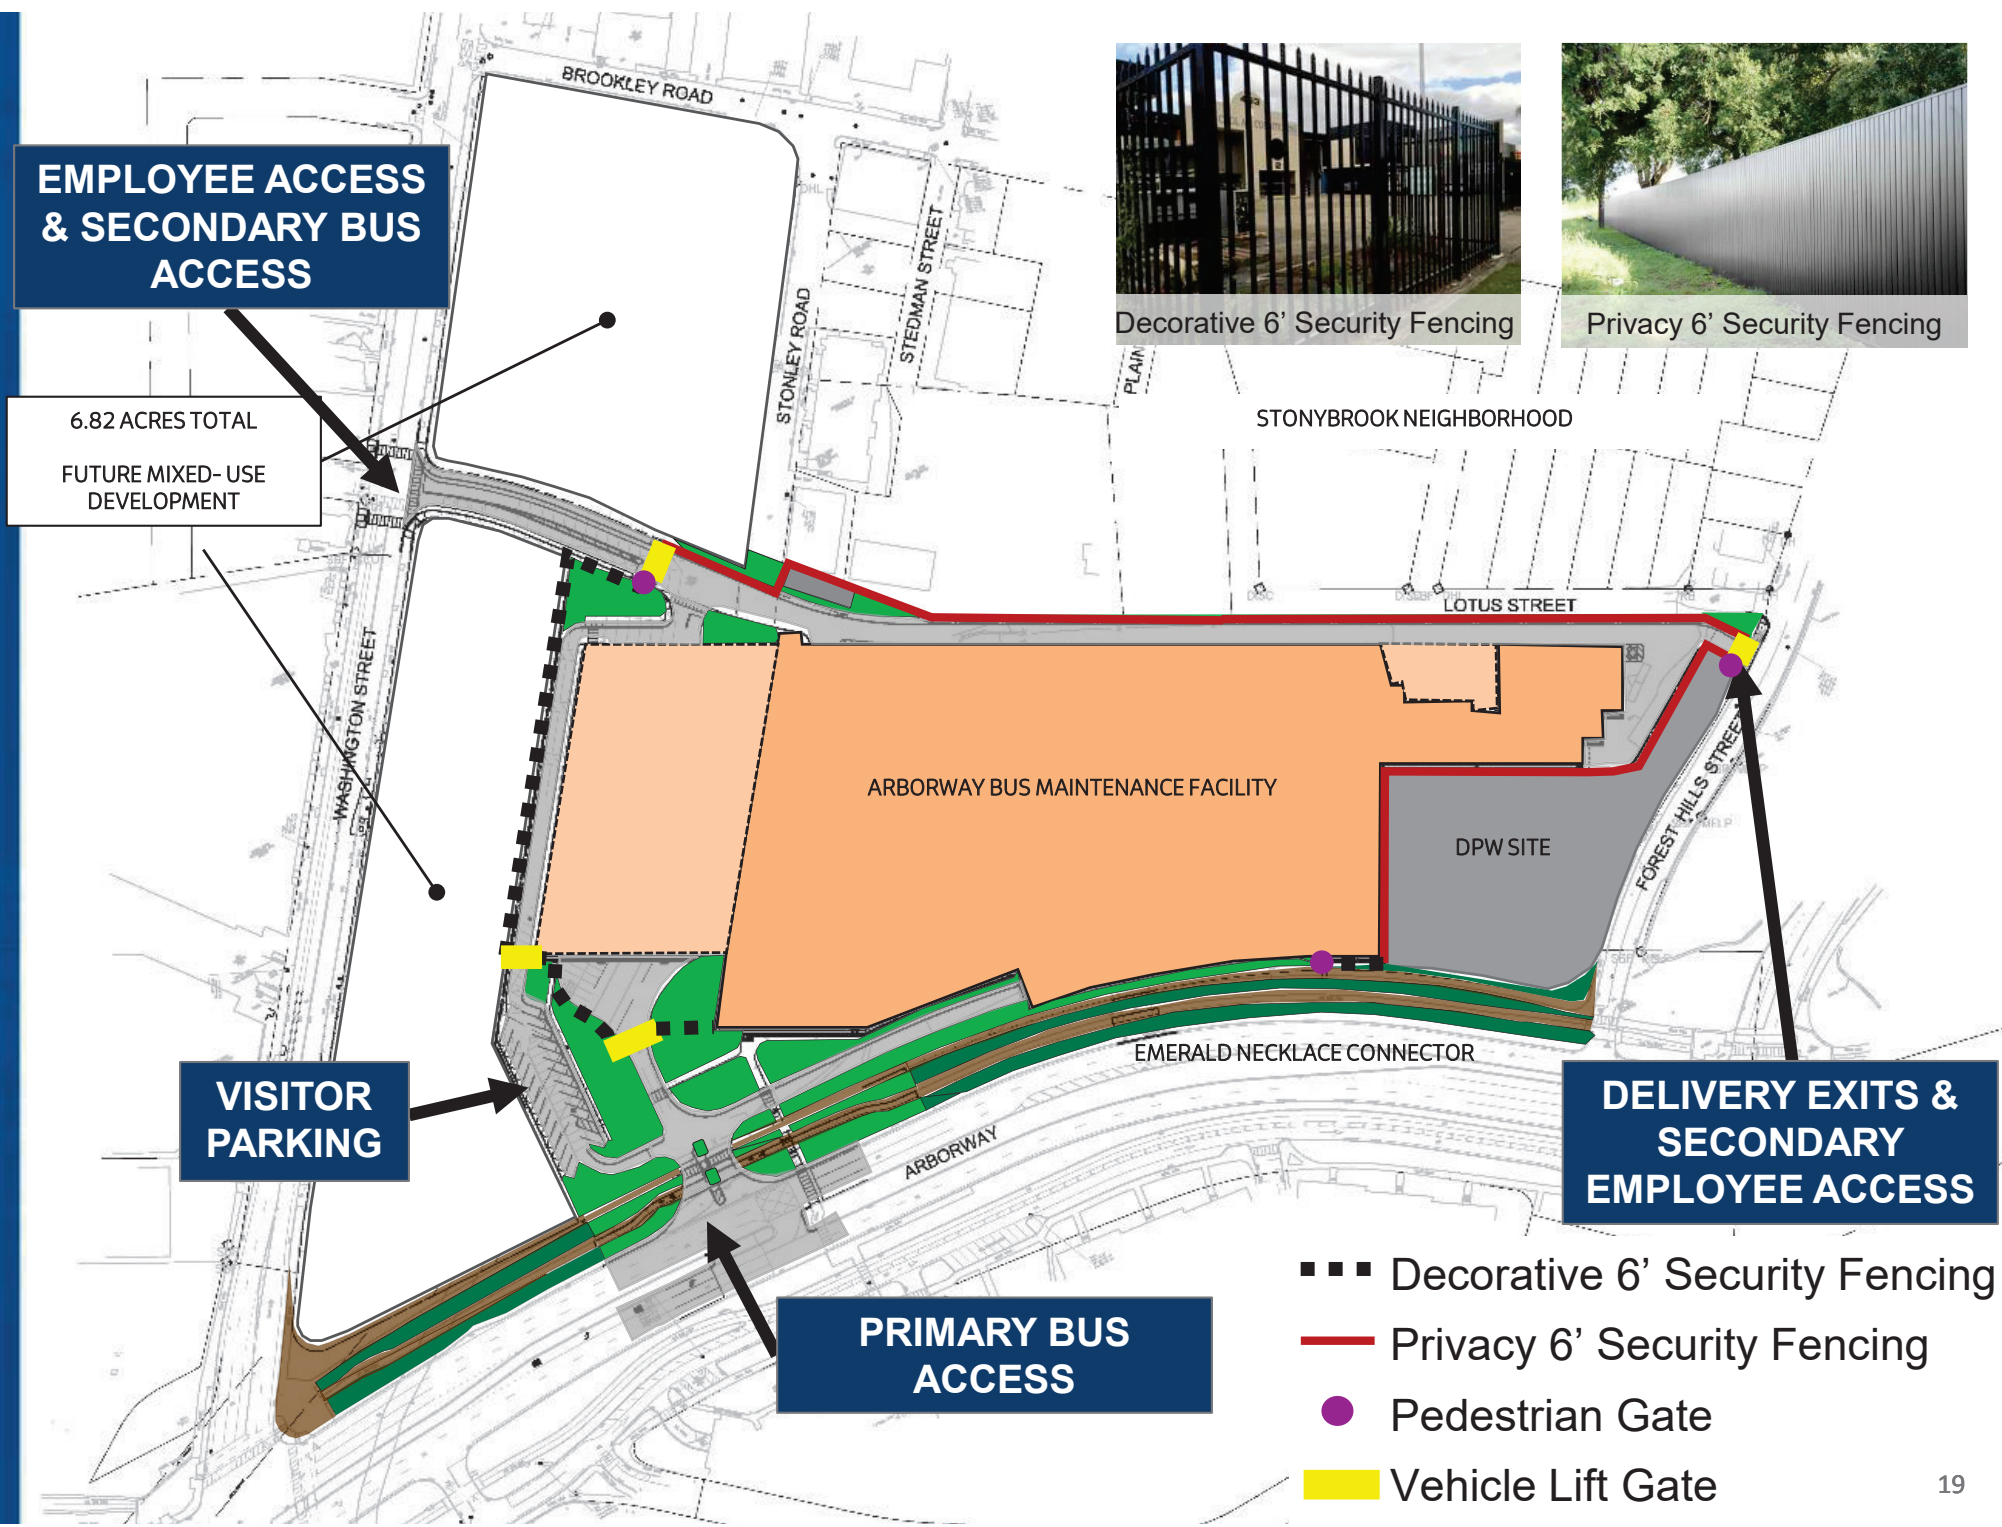 BROOKLEY ROAD
EMPLOYEE ACCESS
& SECONDARY BUS
ACCESS
Decorative 6’ Security Fencing
Privacy 6’ Security Fencing
STEDMAN STREET
STONLEY ROAD
PLAIN
6.82 ACRES TOTAL
FUTURE MIXED- USE
DEVELOPMENT
STONYBROOK NEIGHBORHOOD
LOTUS STREET
WASHINGTON STREET
ARBORWAY BUS MAINTENANCE FACILITY
DPW SITE
FOREST HILLS STREET
EMERALD NECKLACE CONNECTOR
VISITOR
PARKING
ARBORWAY
DELIVERY EXITS &
SECONDARY
EMPLOYEE ACCESS
PRIMARY BUS
ACCESS
Decorative 6’ Security Fencing
Privacy 6’ Security Fencing
Pedestrian Gate
Vehicle Lift Gate
19